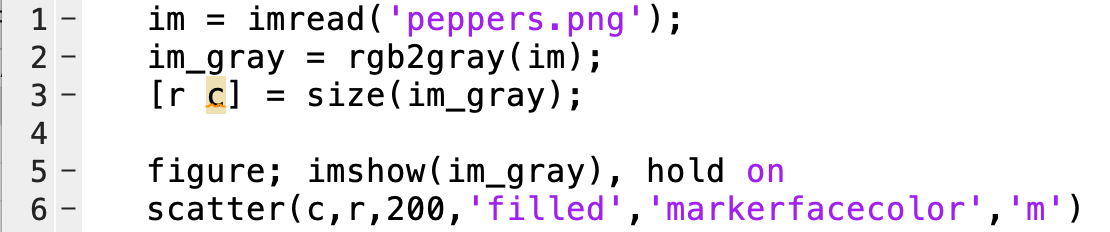 1 – im = imread('peppers.png');
2 – im_gray = rgb2gray(im);
3 – [r c] = size(im_gray);
4
5 – figure; imshow(im_gray), hold on
6 – scatter(c,r,200,'filled','markerfacecolor','m')